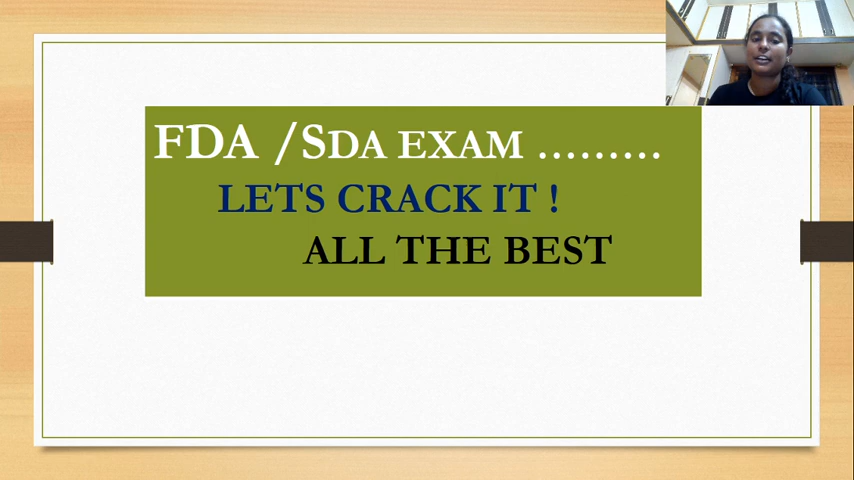 FDA /SDA EXAM .........
LETS CRACK IT !
ALL THE BEST